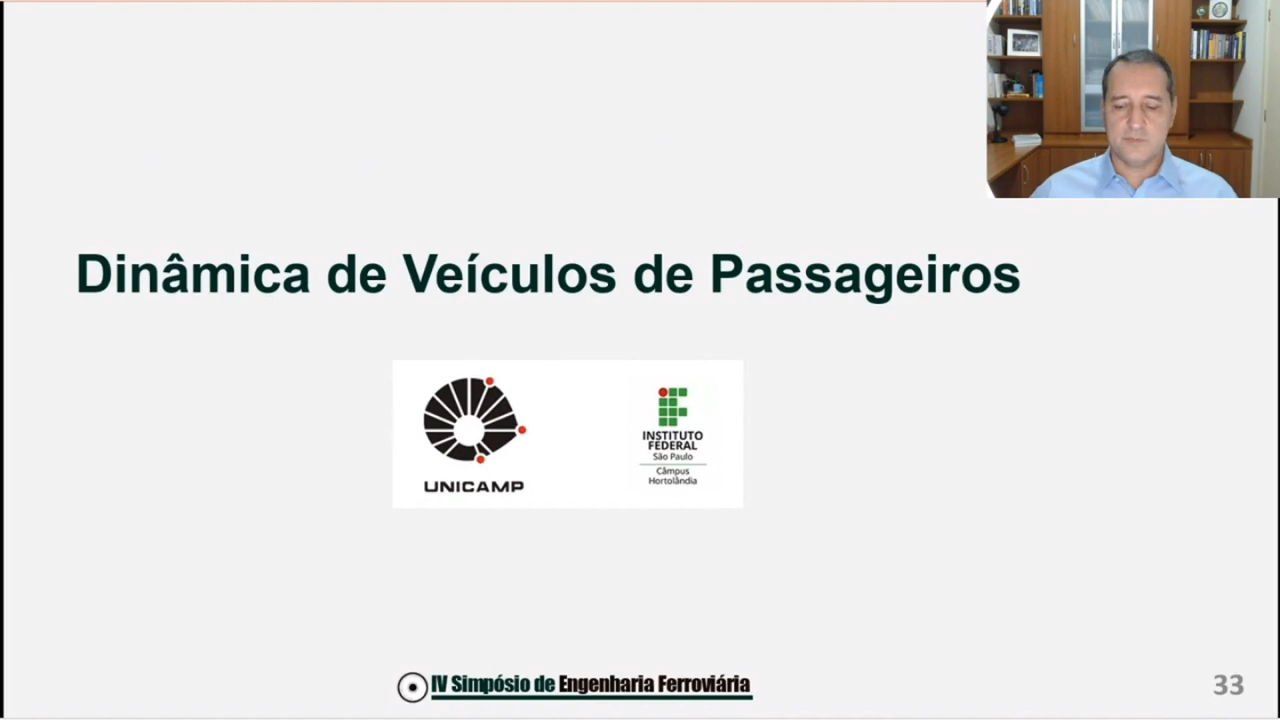 Dinâmica de Veículos de Passageiros
UNICAMP
INSTITUTO
FEDERAL
São Paulo
Câmpus
Hortolândia
IV Simpósio de Engenharia Ferroviária
33